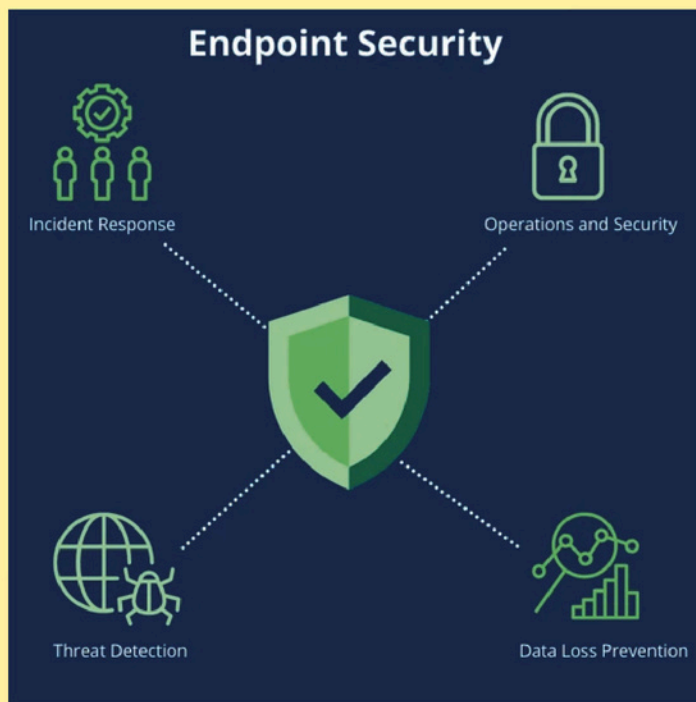 Endpoint Security
Incident Response
Operations and Security
Threat Detection
Data Loss Prevention